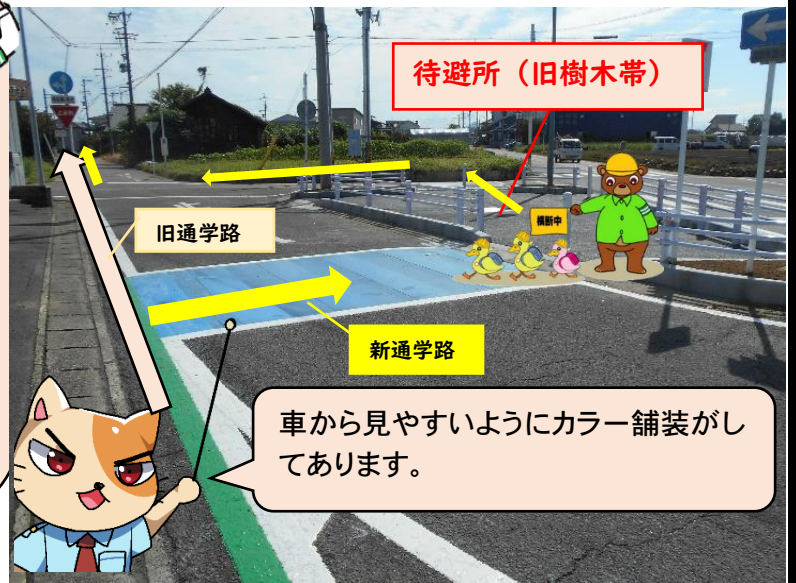 待避所（旧樹木帯）
横断中
旧通学路
新通学路
車から見やすいようにカラー舗装がし
てあります。